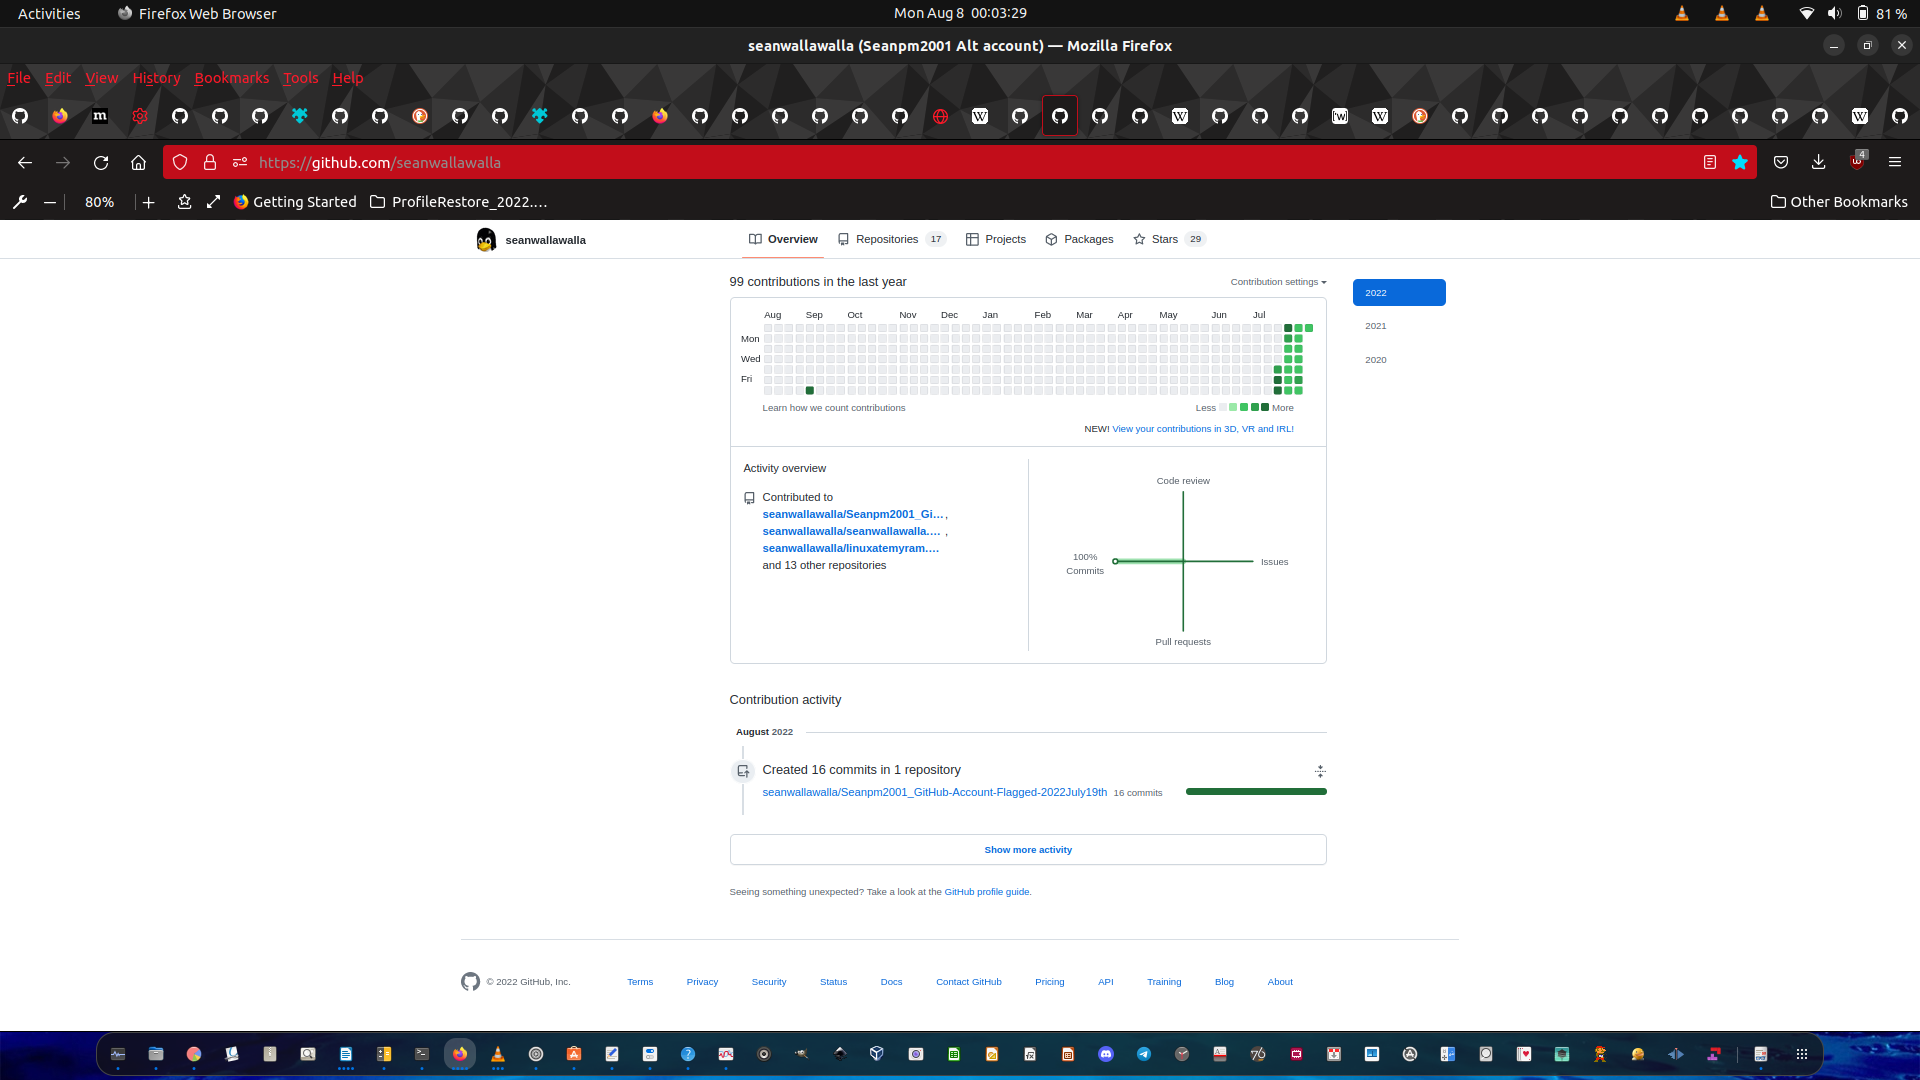 Activities Firefox Web Browser Mon Aug 8 00:03:29 81 %
seanwallawalla (Seanpm2001 Alt account) — Mozilla Firefox
File Edit View History Bookmarks Tools Help
https://github.com/seanwallawalla 4
80% Getting Started ProfileRestore_2022.… Other Bookmarks
seanwallawalla Overview Repositories 17 Projects Packages Stars 29
99 contributions in the last year Contribution settings
2022
2021
2020
Aug Sep Oct Nov Dec Jan Feb Mar Apr May Jun Jul
Mon
Wed
Fri
Learn how we count contributions Less More
NEW! View your contributions in 3D, VR and IRL!
Activity overview
Contributed to
seanwallawalla/Seanpm2001_Gi… ,
seanwallawalla/seanwallawalla.… ,
seanwallawalla/linuxatemyram.…
and 13 other repositories
Code review
100%
Commits
Issues
Pull requests
Contribution activity
August 2022
Created 16 commits in 1 repository
seanwallawalla/Seanpm2001_GitHub-Account-Flagged-2022July19th 16 commits
Show more activity
Seeing something unexpected? Take a look at the GitHub profile guide.
© 2022 GitHub, Inc. Terms Privacy Security Status Docs Contact GitHub Pricing API Training Blog About